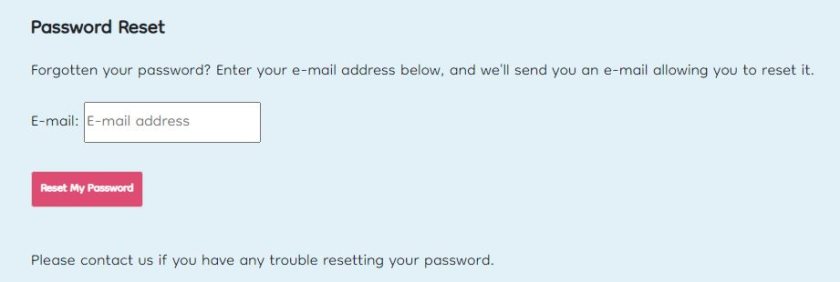 Password Reset
Forgotten your password? Enter your e-mail address below, and we'll send you an e-mail allowing you to reset it.
E-mail: E-mail address
Reset My Password
Please contact us if you have any trouble resetting your password.